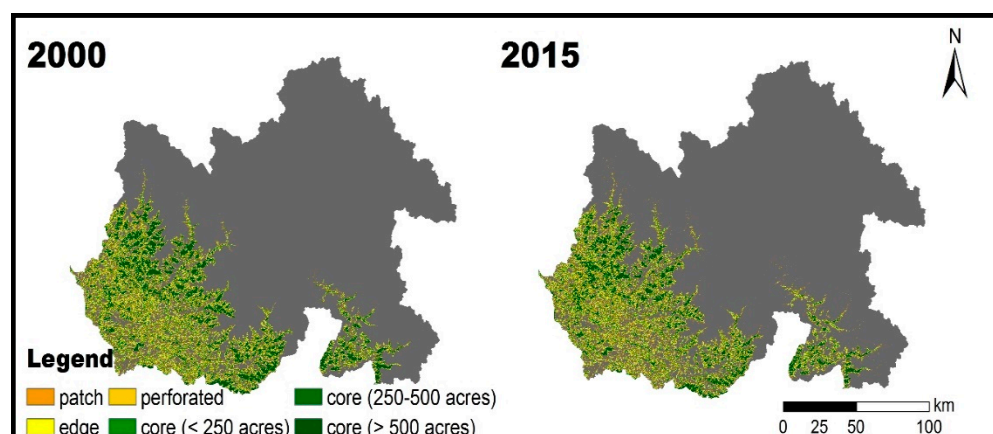 2000
2015
N
Legend
patch
perforated
core (250-500 acres)
edge
core (< 250 acres)
core (> 500 acres)
km
0 25 50 100